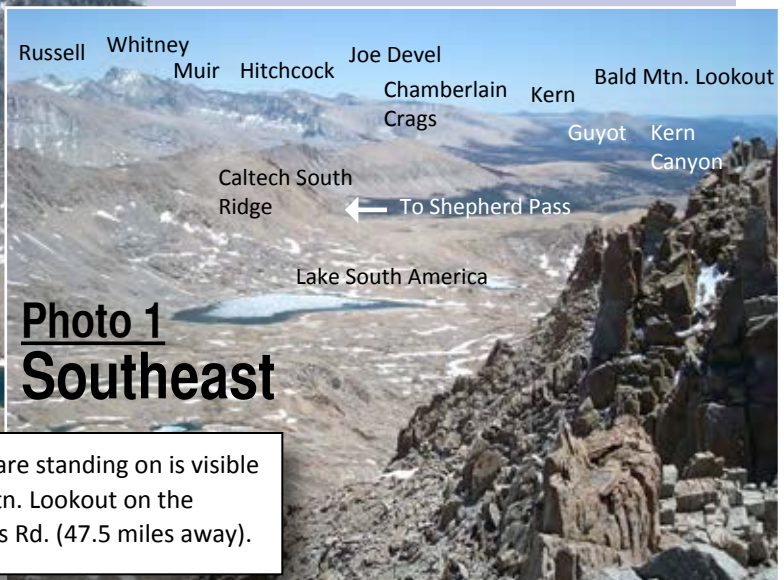 Russell
Whitney
Muir
Hitchcock
Joe Devel
Chamberlain
Crags
Kern
Bald Mtn. Lookout
Guyot
Kern
Canyon
Caltech South
Ridge
To Shepherd Pass
Lake South America
Photo 1
Southeast
are standing on is visible
tn. Lookout on the
s Rd. (47.5 miles away).